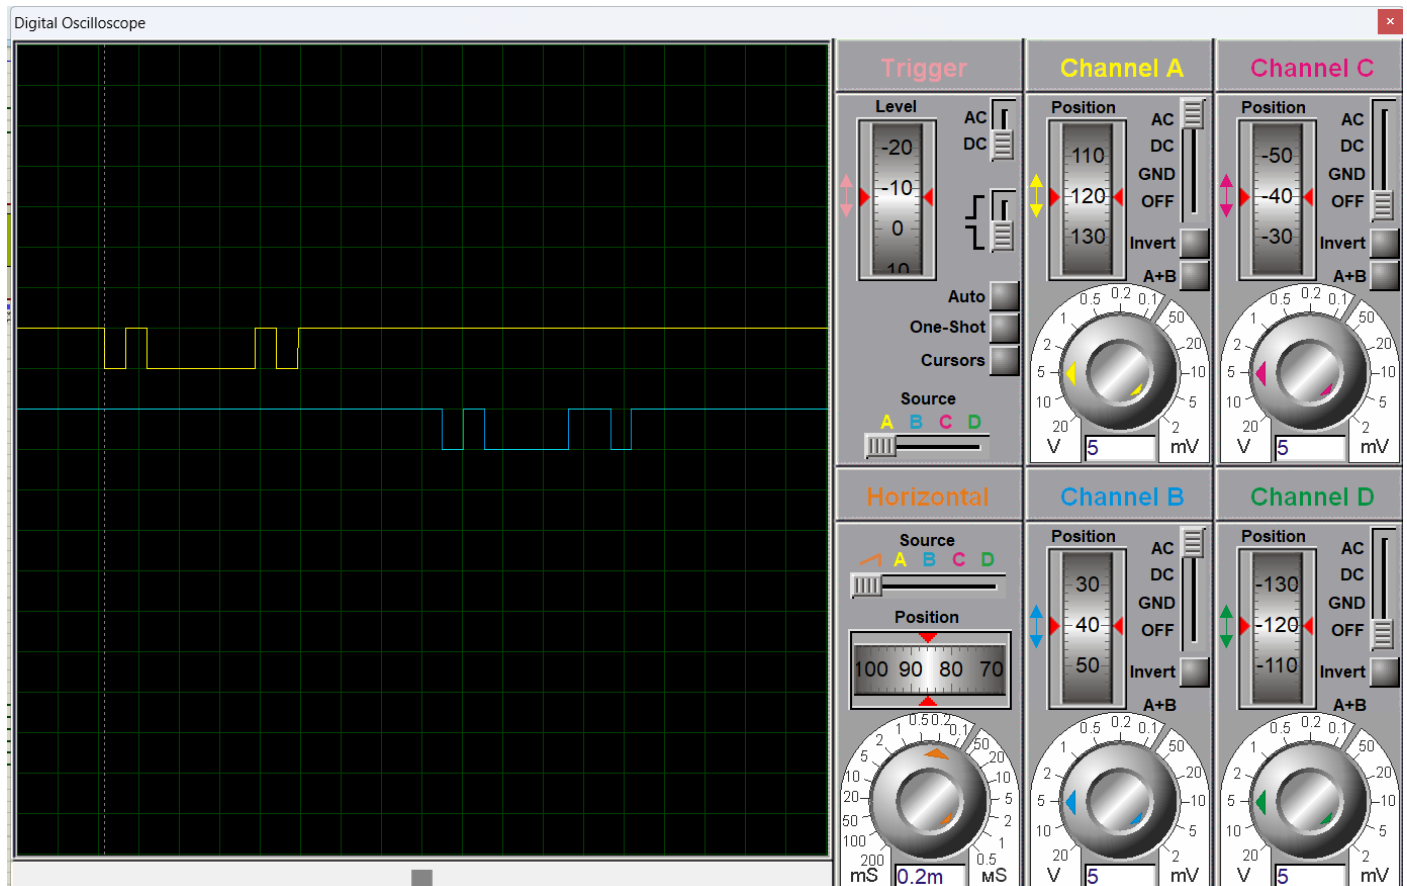 Digital Oscilloscope
Trigger
Level
AC
DC
-20
-10
0
10
Auto
One-Shot
Cursors
Source
A B C D
Channel A
Position
AC
DC
GND
OFF
110
120
130
Invert
A+B
0.5 0.2 0.1
1 50
2 20
5 10
10 5
20 2
V 5 mV
Channel C
Position
AC
DC
GND
OFF
-50
-40
-30
Invert
A+B
0.5 0.2 0.1
1 50
2 20
5 10
10 5
20 2
V 5 mV
Horizontal
Source
A B C D
Position
100 90 80 70
0.5 0.2
1 0.1
2 50
5 20
10 10
20 5
50 2
100 1
200 0.5
mS 0.2m мS
Channel B
Position
AC
DC
GND
OFF
30
40
50
Invert
A+B
0.5 0.2 0.1
1 50
2 20
5 10
10 5
20 2
V 5 mV
Channel D
Position
AC
DC
GND
OFF
-130
-120
-110
Invert
A+B
0.5 0.2 0.1
1 50
2 20
5 10
10 5
20 2
V 5 mV